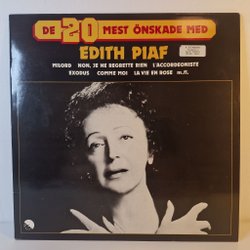 DE 20 MEST ÖNSKADE MED
EDITH PIAF
MILORD NON, JE NE REGRETTE RIEN L'ACCORDEONISTE
EXODUS COMME MOI LA VIE EN ROSE m.fl.